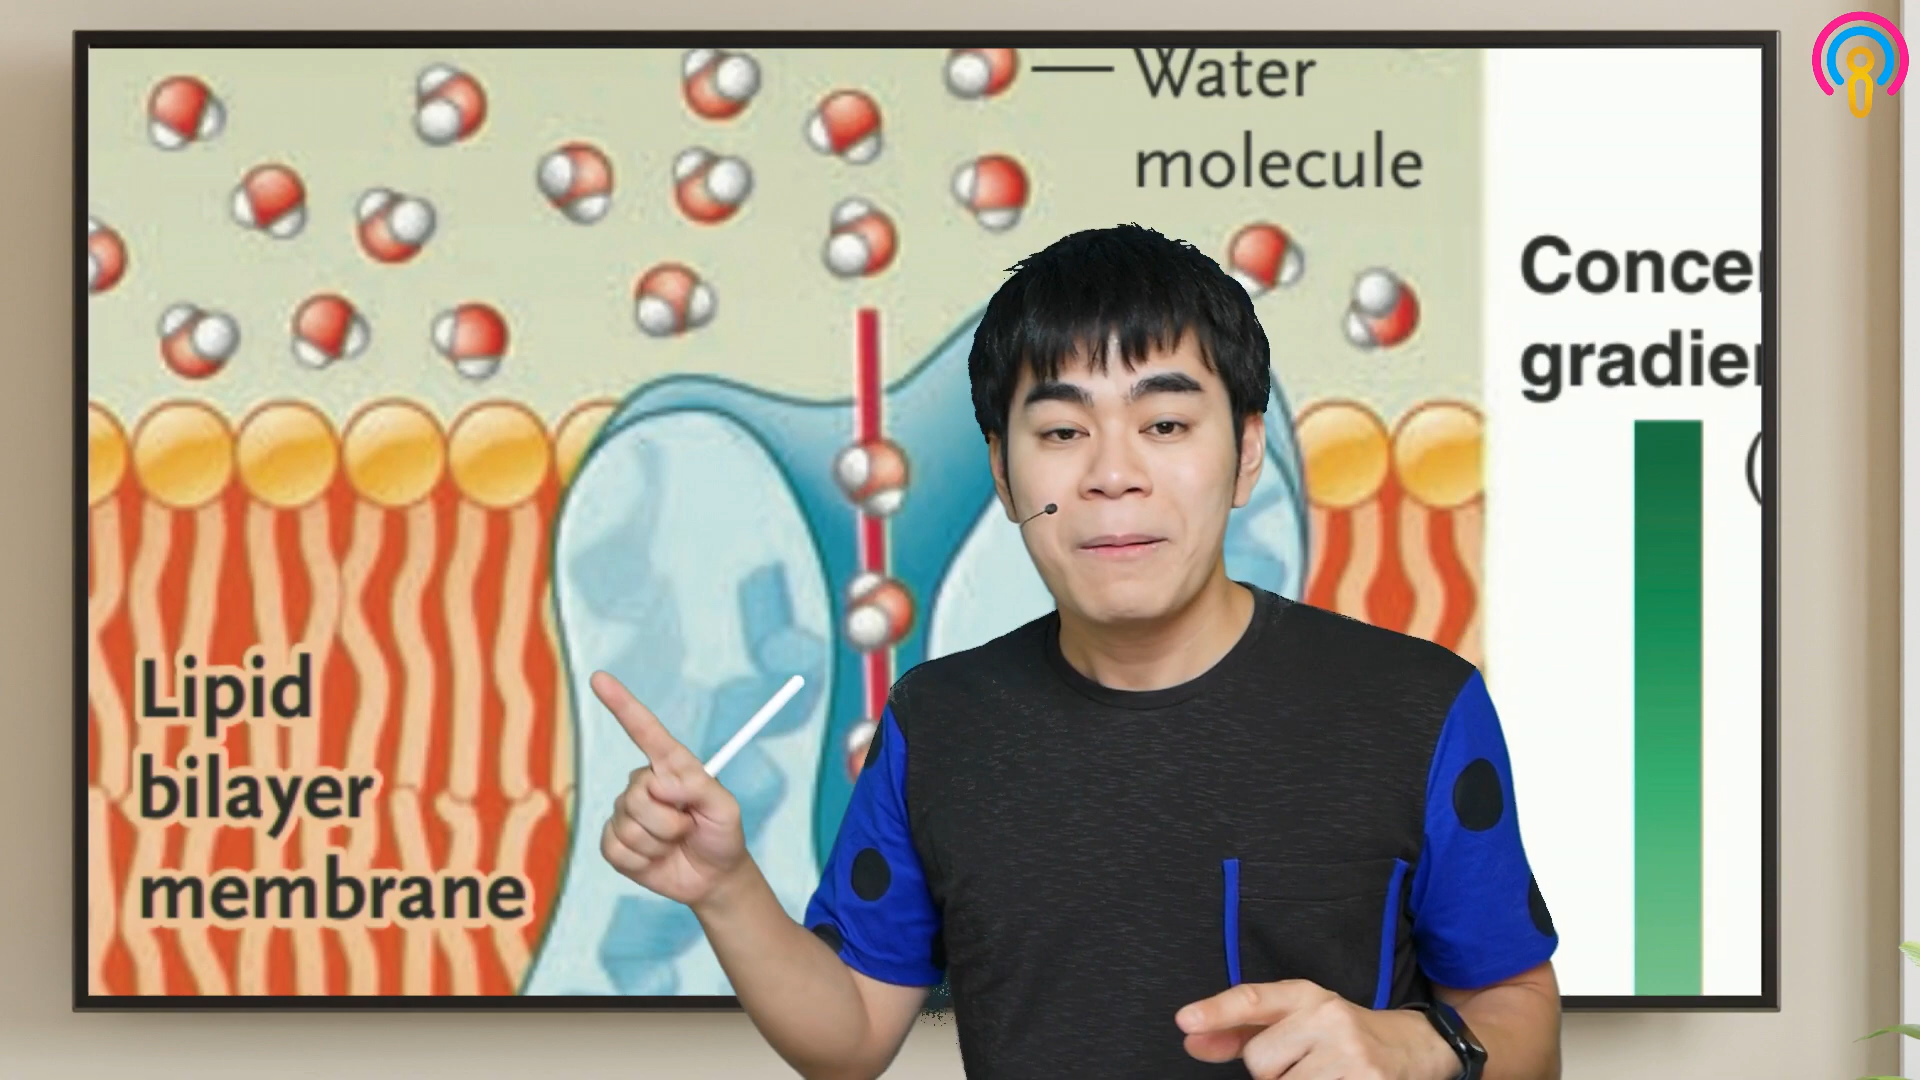 Water
molecule
Lipid
bilayer
membrane